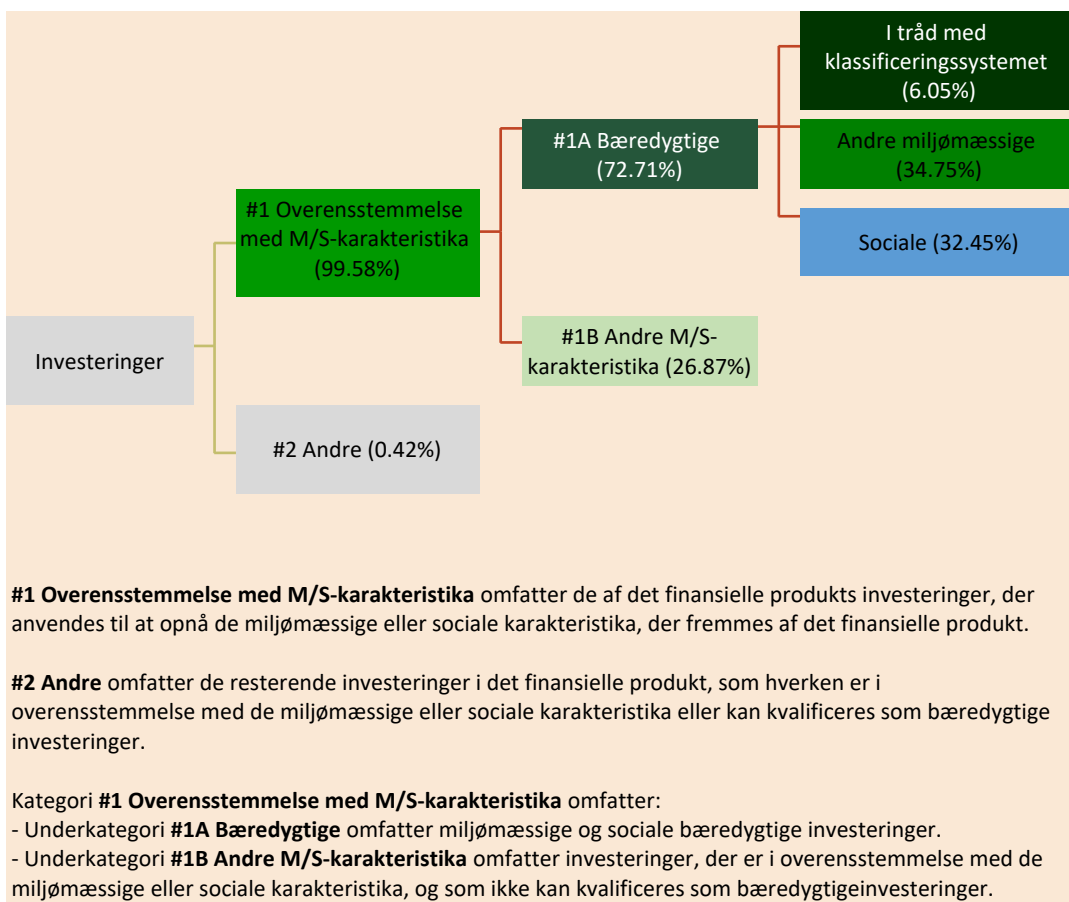 I tråd med
klassificeringssystemet
(6.05%)
#1A Bæredygtige
(72.71%)
Andre miljømæssige
(34.75%)
#1 Overensstemmelse
med M/S-karakteristika
(99.58%)
Sociale (32.45%)
Investeringer
#1B Andre M/S-
karakteristika (26.87%)
#2 Andre (0.42%)
#1 Overensstemmelse med M/S-karakteristika omfatter de af det finansielle produkts investeringer, der
anvendes til at opnå de miljømæssige eller sociale karakteristika, der fremmes af det finansielle produkt.
#2 Andre omfatter de resterende investeringer i det finansielle produkt, som hverken er i
overensstemmelse med de miljømæssige eller sociale karakteristika eller kan kvalificeres som bæredygtige
investeringer.
Kategori #1 Overensstemmelse med M/S-karakteristika omfatter:
- Underkategori #1A Bæredygtige omfatter miljømæssige og sociale bæredygtige investeringer.
- Underkategori #1B Andre M/S-karakteristika omfatter investeringer, der er i overensstemmelse med de
miljømæssige eller sociale karakteristika, og som ikke kan kvalificeres som bæredygtigeinvesteringer.